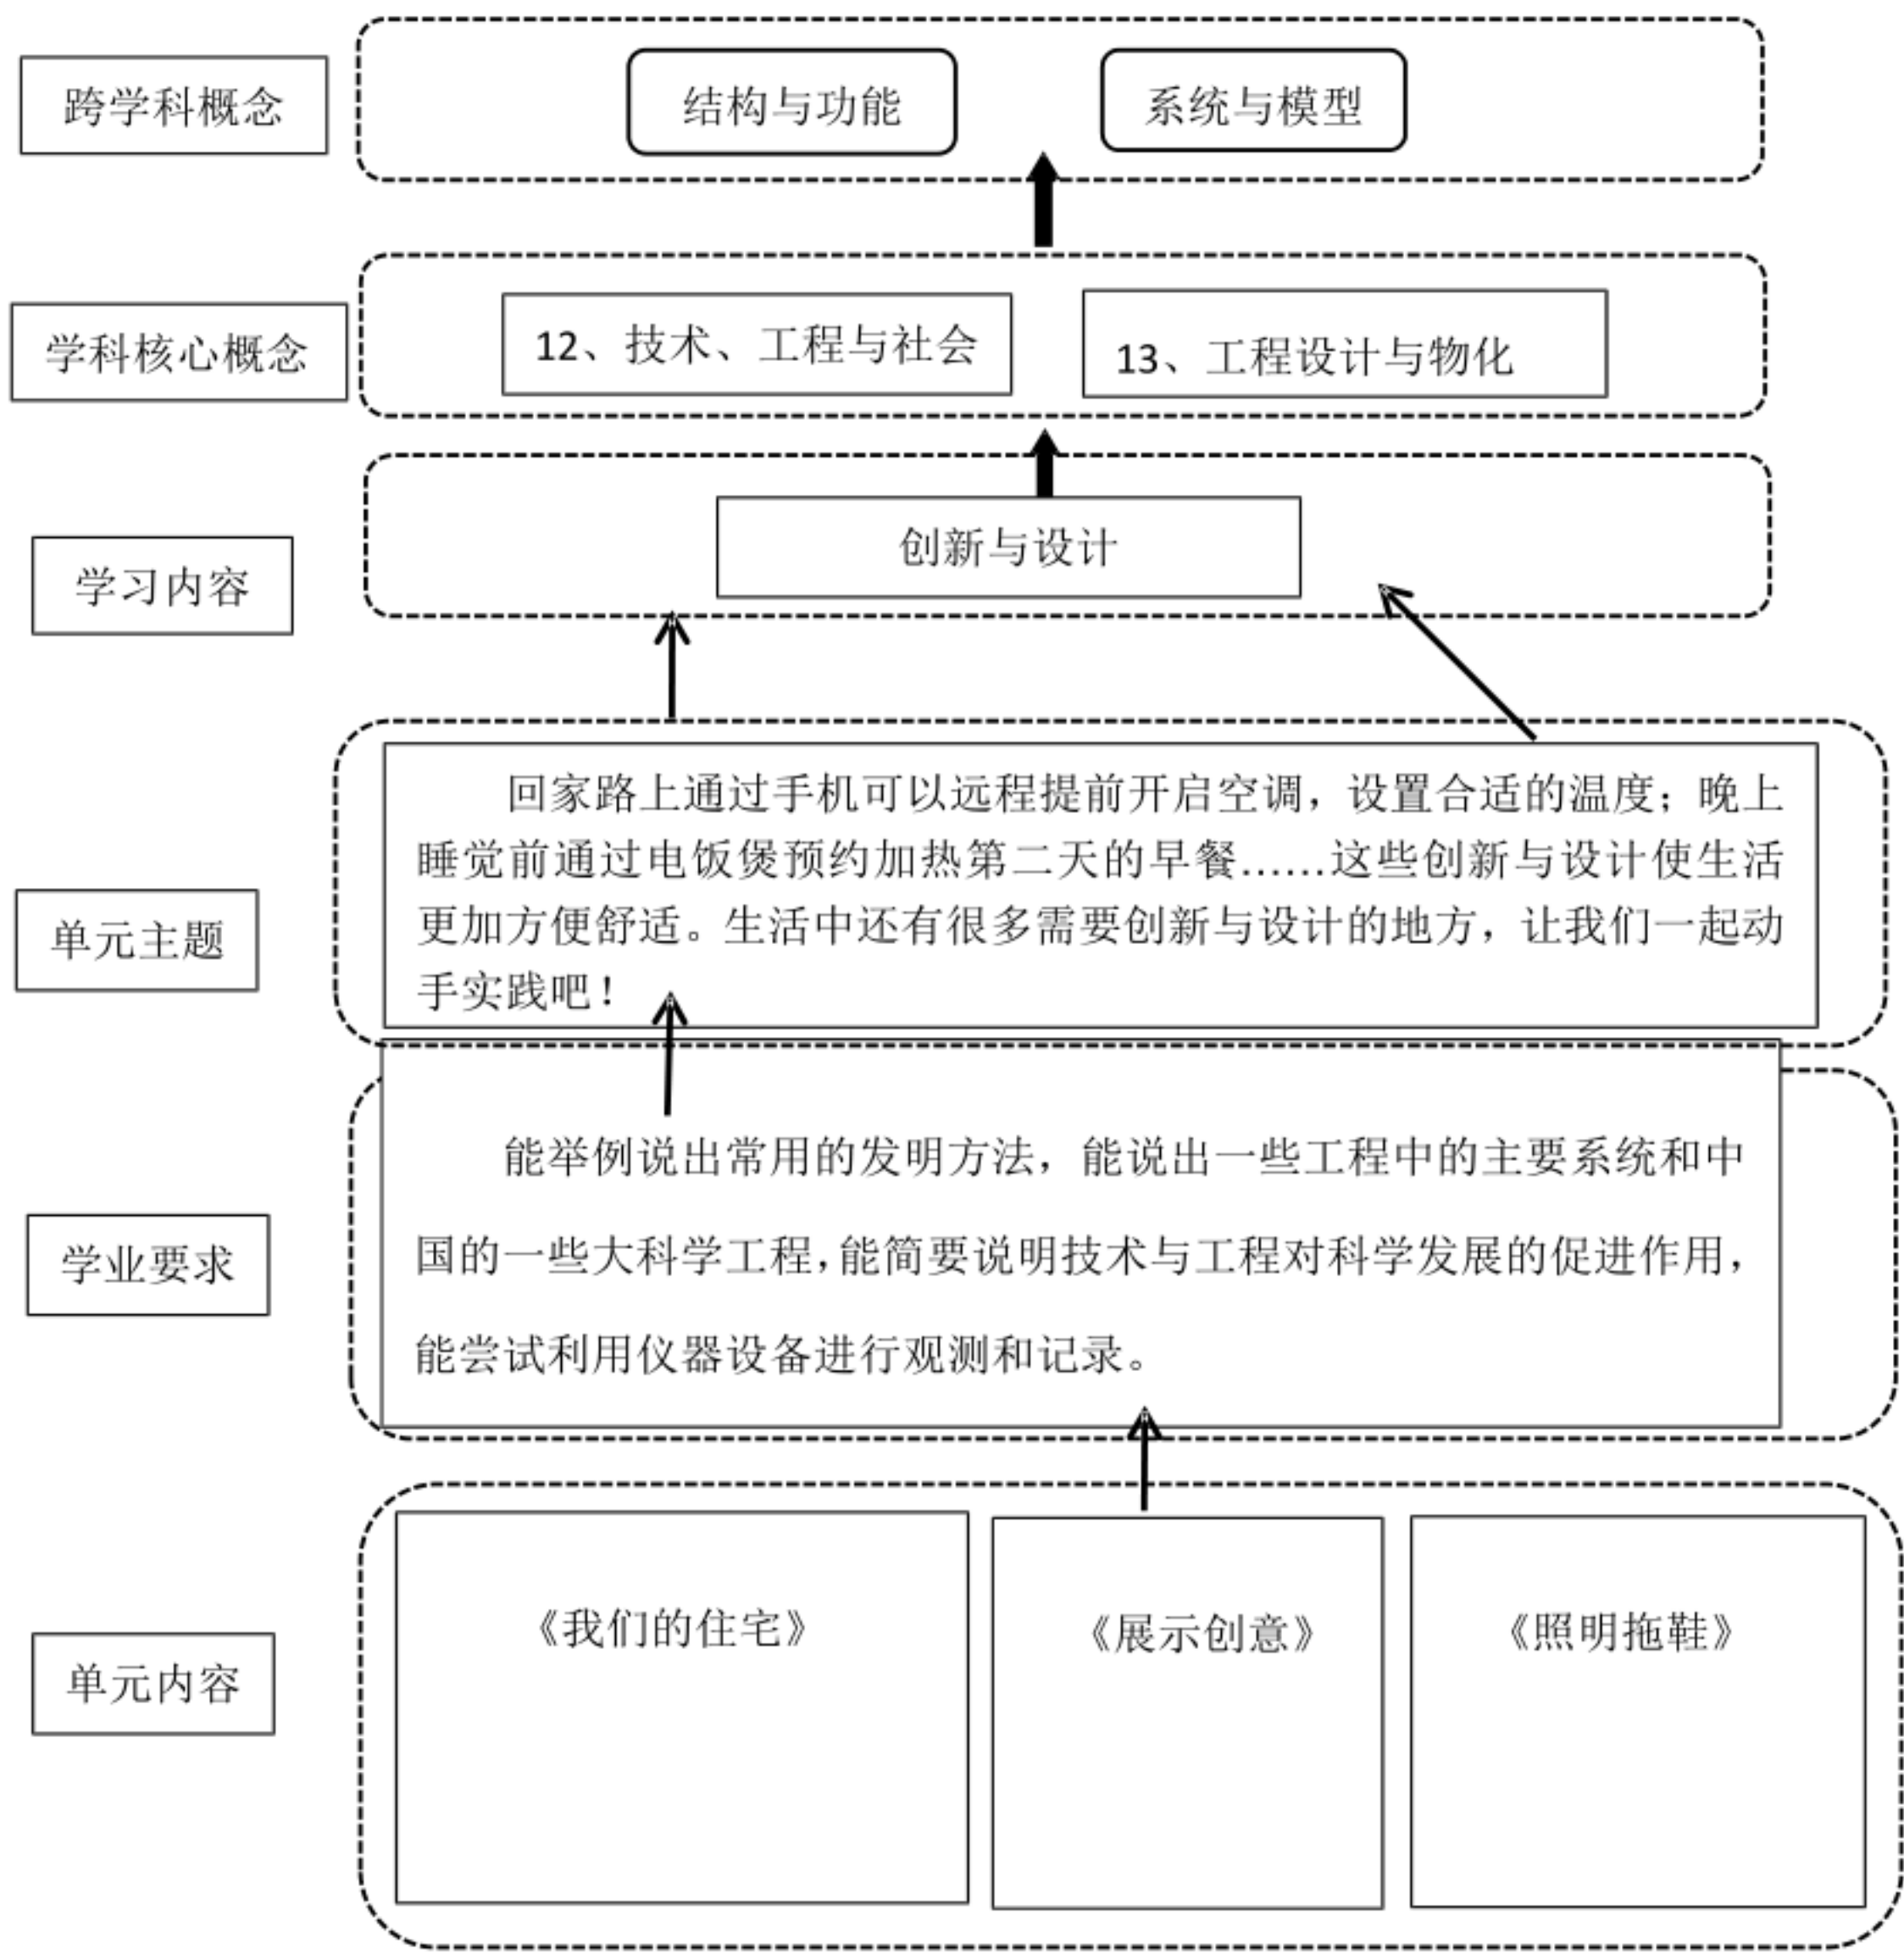 跨学科概念
结构与功能
系统与模型
学科核心概念
12、技术、工程与社会
13、工程设计与物化
学习内容
创新与设计
单元主题
回家路上通过手机可以远程提前开启空调，设置合适的温度；晚上
睡觉前通过电饭煲预约加热第二天的早餐……这些创新与设计使生活
更加方便舒适。生活中还有很多需要创新与设计的地方，让我们一起动
手实践吧！
学业要求
能举例说出常用的发明方法，能说出一些工程中的主要系统和中
国的一些大科学工程，能简要说明技术与工程对科学发展的促进作用，
能尝试利用仪器设备进行观测和记录。
单元内容
《我们的住宅》
《展示创意》
《照明拖鞋》